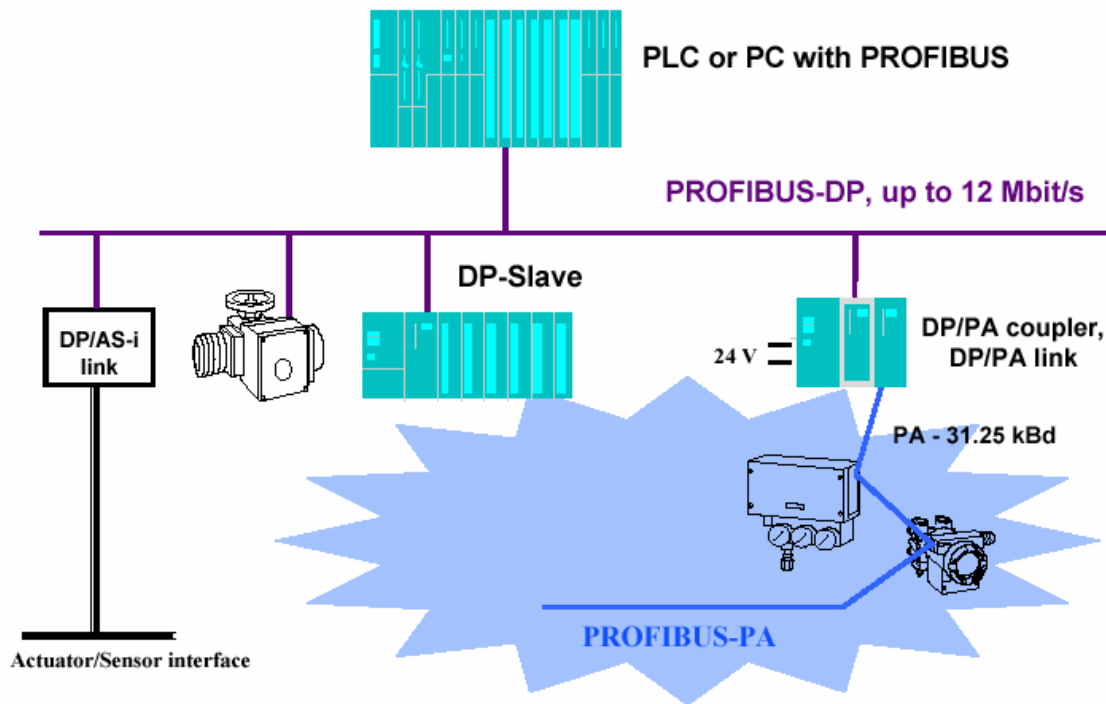 PLC or PC with PROFIBUS
PROFIBUS-DP, up to 12 Mbit/s
DP-Slave
DP/AS-i
link
24 V
DP/PA coupler,
DP/PA link
PA - 31.25 kBd
PROFIBUS-PA
Actuator/Sensor interface